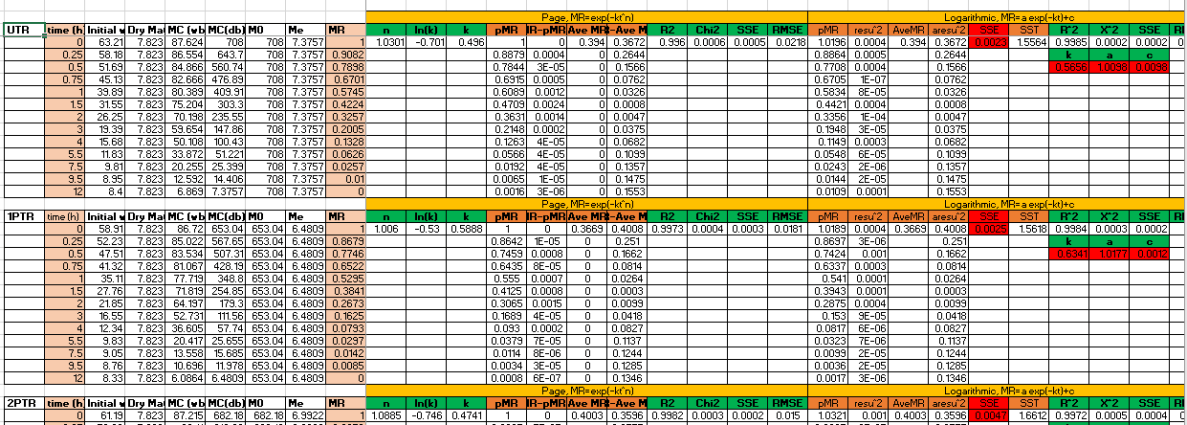 Page, MR=exp(-kt^n) Logarithmic, MR=a exp(-kt)+c
UTR time (h) Initial w Dry Mat MC (wb MC(db) M0 Me MR n ln(k) k pMR R-pMR Ave MR -Ave M R2 Chi2 SSE RMSE pMR resu^2 AveMR aresu^2 SSE SST R^2 X^2 SSE
0 63.21 7.823 87.624 708 708 7.3757 1 1.0301 -0.701 0.496 1 0 0.394 0.3672 0.996 0.0006 0.0005 0.0218 1.0196 0.0004 0.394 0.3672 0.0023 1.5564 0.9985 0.0002 0.0002
0.25 58.18 7.823 86.554 643.7 708 7.3757 0.9082 0.8879 0.0004 0 0.2644 0.8864 0.0005 0.2644 k a c
0.5 51.69 7.823 84.866 560.74 708 7.3757 0.7898 0.7844 3E-05 0 0.1566 0.7708 0.0004 0.1566 0.5656 1.0098 0.0098
0.75 45.13 7.823 82.666 476.89 708 7.3757 0.6701 0.6915 0.0005 0 0.0762 0.6705 1E-07 0.0762
1 39.89 7.823 80.389 409.91 708 7.3757 0.5745 0.6089 0.0012 0 0.0326 0.5834 8E-05 0.0326
1.5 31.55 7.823 75.204 303.3 708 7.3757 0.4224 0.4709 0.0024 0 0.0008 0.4421 0.0004 0.0008
2 26.25 7.823 70.198 235.55 708 7.3757 0.3257 0.3631 0.0014 0 0.0047 0.3356 1E-04 0.0047
3 19.39 7.823 59.654 147.86 708 7.3757 0.2005 0.2148 0.0002 0 0.0375 0.1948 3E-05 0.0375
4 15.68 7.823 50.108 100.43 708 7.3757 0.1328 0.1263 4E-05 0 0.0682 0.1149 0.0003 0.0682
5.5 11.83 7.823 33.872 51.221 708 7.3757 0.0626 0.0566 4E-05 0 0.1099 0.0548 6E-05 0.1099
7.5 9.81 7.823 20.255 25.399 708 7.3757 0.0257 0.0192 4E-05 0 0.1357 0.0243 2E-06 0.1357
9.5 8.95 7.823 12.592 14.406 708 7.3757 0.01 0.0065 1E-05 0 0.1475 0.0144 2E-05 0.1475
12 8.4 7.823 6.869 7.3757 708 7.3757 0 0.0016 3E-06 0 0.1553 0.0109 0.0001 0.1553
Page, MR=exp(-kt^n) Logarithmic, MR=a exp(-kt)+c
1PTR time (h) Initial w Dry Mat MC (wb MC(db) M0 Me MR n ln(k) k pMR R-pMR Ave MR -Ave M R2 Chi2 SSE RMSE pMR resu^2 AveMR aresu^2 SSE SST R^2 X^2 SSE
0 58.91 7.823 86.72 653.04 653.04 6.4809 1 1.006 -0.53 0.5888 1 0 0.3669 0.4008 0.9973 0.0004 0.0003 0.0181 1.0189 0.0004 0.3669 0.4008 0.0025 1.5618 0.9984 0.0003 0.0002
0.25 52.23 7.823 85.022 567.65 653.04 6.4809 0.8679 0.8642 1E-05 0 0.251 0.8697 3E-06 0.251 k a c
0.5 47.51 7.823 83.534 507.31 653.04 6.4809 0.7746 0.7459 0.0008 0 0.1662 0.7424 0.001 0.1662 0.6341 1.0177 0.0012
0.75 41.32 7.823 81.067 428.19 653.04 6.4809 0.6522 0.6435 8E-05 0 0.0814 0.6337 0.0003 0.0814
1 35.11 7.823 77.719 348.8 653.04 6.4809 0.5295 0.555 0.0007 0 0.0264 0.541 0.0001 0.0264
1.5 27.76 7.823 71.819 254.85 653.04 6.4809 0.3841 0.4125 0.0008 0 0.0003 0.3943 0.0001 0.0003
2 21.85 7.823 64.197 179.3 653.04 6.4809 0.2673 0.3065 0.0015 0 0.0099 0.2875 0.0004 0.0099
3 16.55 7.823 52.731 111.56 653.04 6.4809 0.1625 0.1689 4E-05 0 0.0418 0.153 9E-05 0.0418
4 12.34 7.823 36.605 57.74 653.04 6.4809 0.0793 0.093 0.0002 0 0.0827 0.0817 6E-06 0.0827
5.5 9.83 7.823 20.417 25.655 653.04 6.4809 0.0297 0.0379 7E-05 0 0.1137 0.0323 7E-06 0.1137
7.5 9.05 7.823 13.558 15.685 653.04 6.4809 0.0142 0.0114 8E-06 0 0.1244 0.0099 2E-05 0.1244
9.5 8.76 7.823 10.696 11.978 653.04 6.4809 0.0085 0.0034 3E-05 0 0.1285 0.0036 2E-05 0.1285
12 8.33 7.823 6.0864 6.4809 653.04 6.4809 0 0.0008 6E-07 0 0.1346 0.0017 3E-06 0.1346
Page, MR=exp(-kt^n) Logarithmic, MR=a exp(-kt)+c
2PTR time (h) Initial w Dry Mat MC (wb MC(db) M0 Me MR n ln(k) k pMR R-pMR Ave MR -Ave M R2 Chi2 SSE RMSE pMR resu^2 AveMR aresu^2 SSE SST R^2 X^2 SSE
0 61.19 7.823 87.215 682.18 682.18 6.9922 1 1.0885 -0.746 0.4741 1 0 0.4003 0.3596 0.9982 0.0003 0.0002 0.015 1.0321 0.001 0.4003 0.3596 0.0047 1.6612 0.9972 0.0005 0.0004